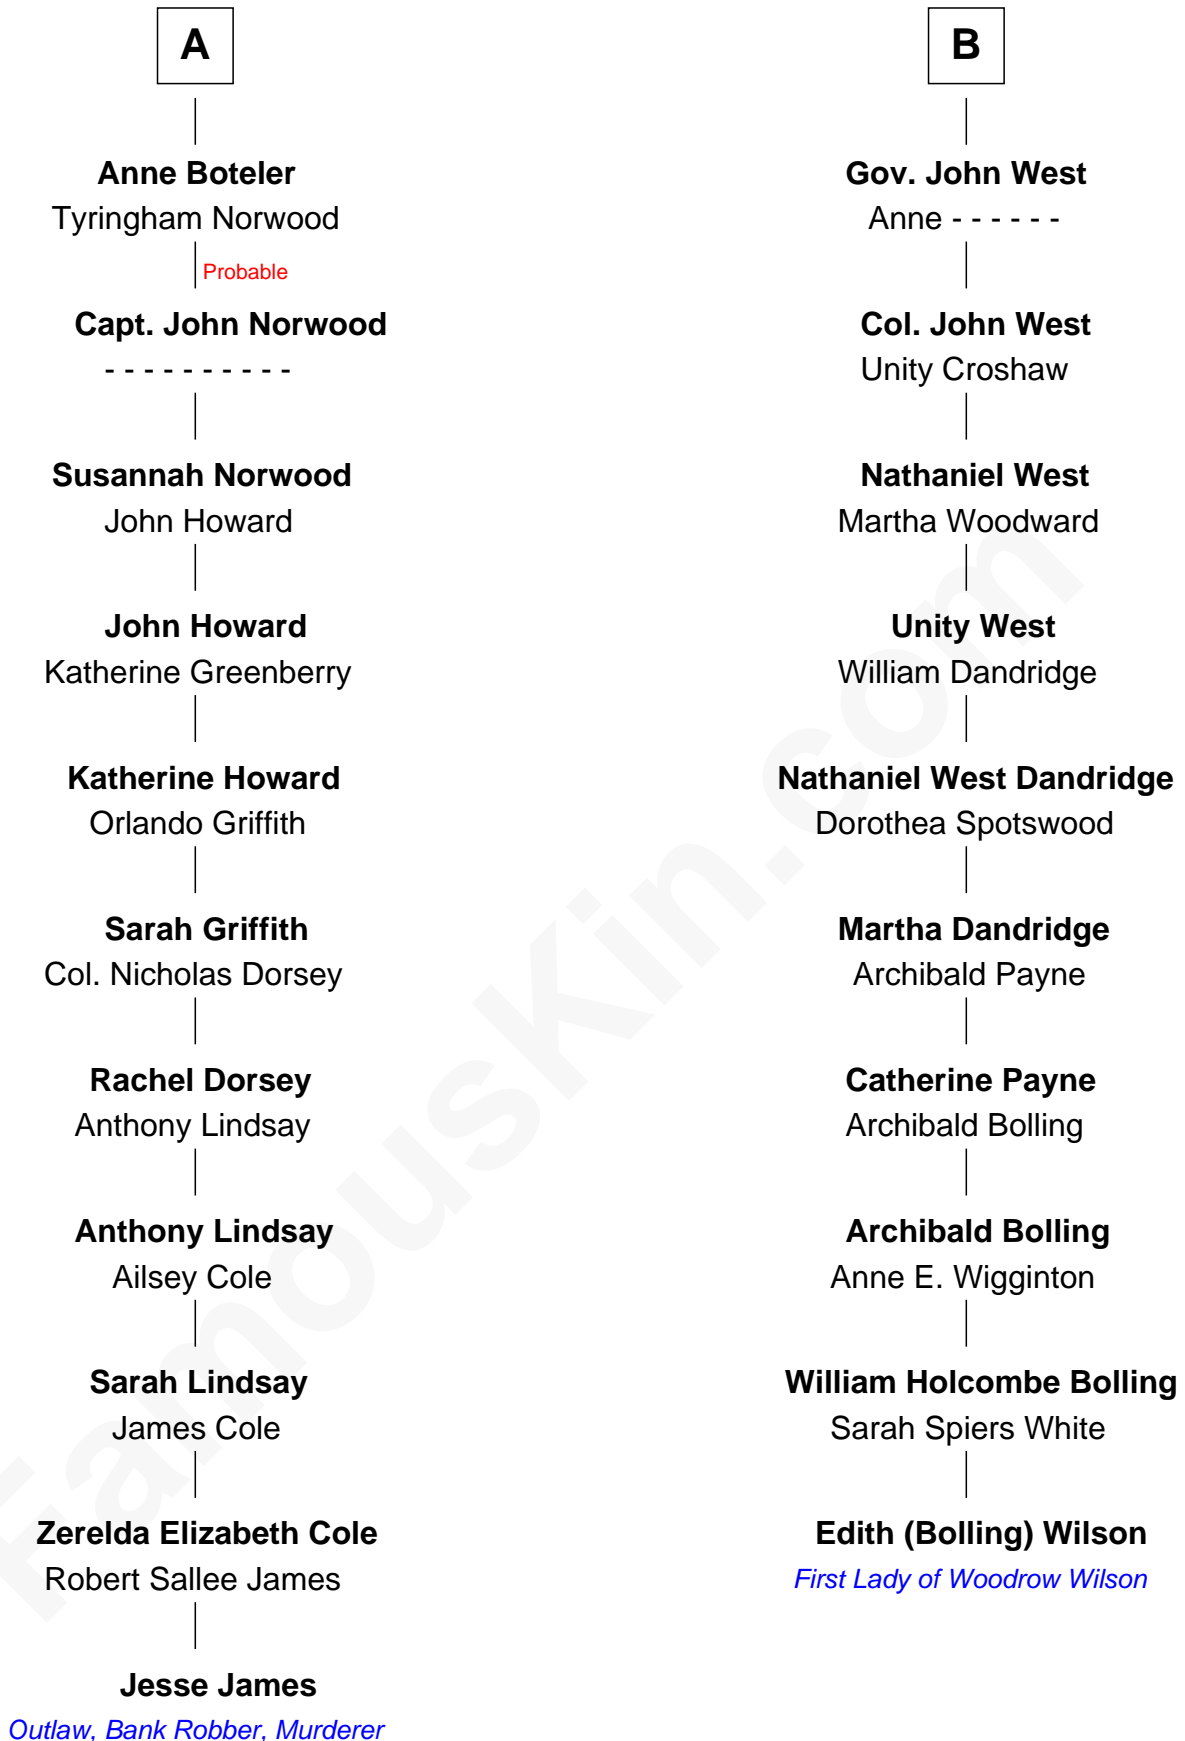 A
Anne Boteler
Tyringham Norwood
Probable
Capt. John Norwood
- - - - - - - - - -
Susannah Norwood
John Howard
John Howard
Katherine Greenberry
Katherine Howard
Orlando Griffith
Sarah Griffith
Col. Nicholas Dorsey
Rachel Dorsey
Anthony Lindsay
Anthony Lindsay
Ailsey Cole
Sarah Lindsay
James Cole
Zerelda Elizabeth Cole
Robert Sallee James
Jesse James
Outlaw, Bank Robber, Murderer
B
Gov. John West
Anne - - - - - -
Col. John West
Unity Croshaw
Nathaniel West
Martha Woodward
Unity West
William Dandridge
Nathaniel West Dandridge
Dorothea Spotswood
Martha Dandridge
Archibald Payne
Catherine Payne
Archibald Bolling
Archibald Bolling
Anne E. Wigginton
William Holcombe Bolling
Sarah Spiers White
Edith (Bolling) Wilson
First Lady of Woodrow Wilson
FamousKin.com